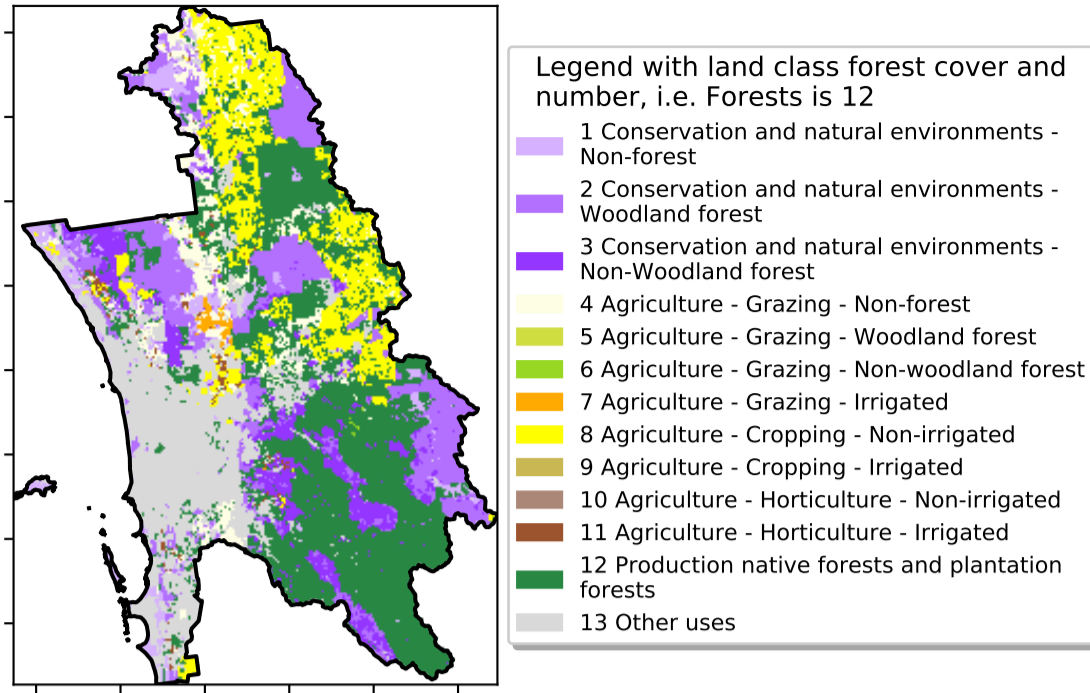 Legend with land class forest cover and
number, i.e. Forests is 12
1 Conservation and natural environments -
Non-forest
2 Conservation and natural environments -
Woodland forest
3 Conservation and natural environments -
Non-Woodland forest
4 Agriculture - Grazing - Non-forest
5 Agriculture - Grazing - Woodland forest
6 Agriculture - Grazing - Non-woodland forest
7 Agriculture - Grazing - Irrigated
8 Agriculture - Cropping - Non-irrigated
9 Agriculture - Cropping - Irrigated
10 Agriculture - Horticulture - Non-irrigated
11 Agriculture - Horticulture - Irrigated
12 Production native forests and plantation
forests
13 Other uses